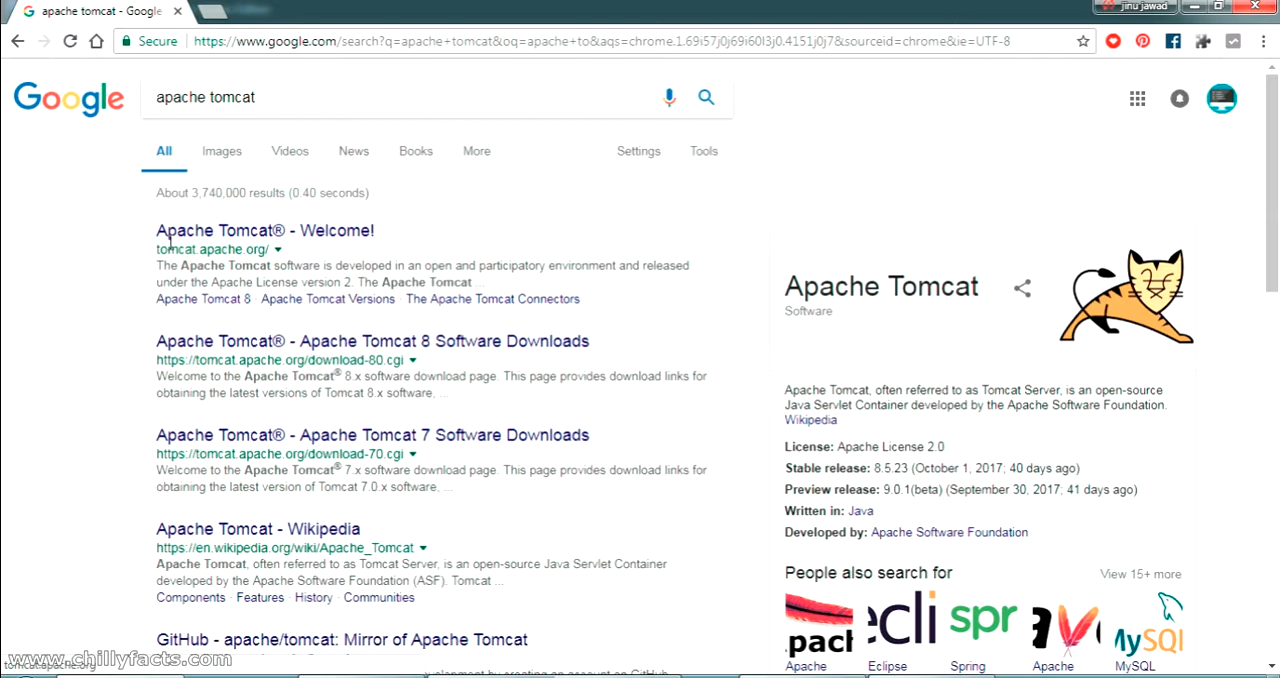 apache tomcat - Google
jinu jawad
Secure
https://www.google.com/search?q=apache+tomcat&oq=apache+to&aqs=chrome.1.69i57j0j69i60l3j0.4151j0j7&sourceid=chrome&ie=UTF-8
Google
apache tomcat
All
Images
Videos
News
Books
More
Settings
Tools
About 3,740,000 results (0.40 seconds)
Apache Tomcat® - Welcome!
tomcat.apache.org/
The Apache Tomcat software is developed in an open and participatory environment and released
under the Apache License version 2. The Apache Tomcat ...
Apache Tomcat 8 · Apache Tomcat Versions · The Apache Tomcat Connectors
Apache Tomcat® - Apache Tomcat 8 Software Downloads
https://tomcat.apache.org/download-80.cgi
Welcome to the Apache Tomcat® 8.x software download page. This page provides download links for
obtaining the latest versions of Tomcat 8.x software, ...
Apache Tomcat® - Apache Tomcat 7 Software Downloads
https://tomcat.apache.org/download-70.cgi
Welcome to the Apache Tomcat® 7.x software download page. This page provides download links for
obtaining the latest version of Tomcat 7.0.x software, ...
Apache Tomcat - Wikipedia
https://en.wikipedia.org/wiki/Apache_Tomcat
Apache Tomcat, often referred to as Tomcat Server, is an open-source Java Servlet Container
developed by the Apache Software Foundation (ASF). Tomcat ...
Components · Features · History · Communities
GitHub - apache/tomcat: Mirror of Apache Tomcat
www.chillyfacts.com
tomcat.apache.org
velopment by creating an account on GitHub
Apache Tomcat
Software
Apache Tomcat, often referred to as Tomcat Server, is an open-source
Java Servlet Container developed by the Apache Software Foundation.
Wikipedia
License: Apache License 2.0
Stable release: 8.5.23 (October 1, 2017; 40 days ago)
Preview release: 9.0.1(beta) (September 30, 2017; 41 days ago)
Written in: Java
Developed by: Apache Software Foundation
People also search for
View 15+ more
pach
ecli
spr
MySQL
Apache
Eclipse
Spring
Apache
MySQL